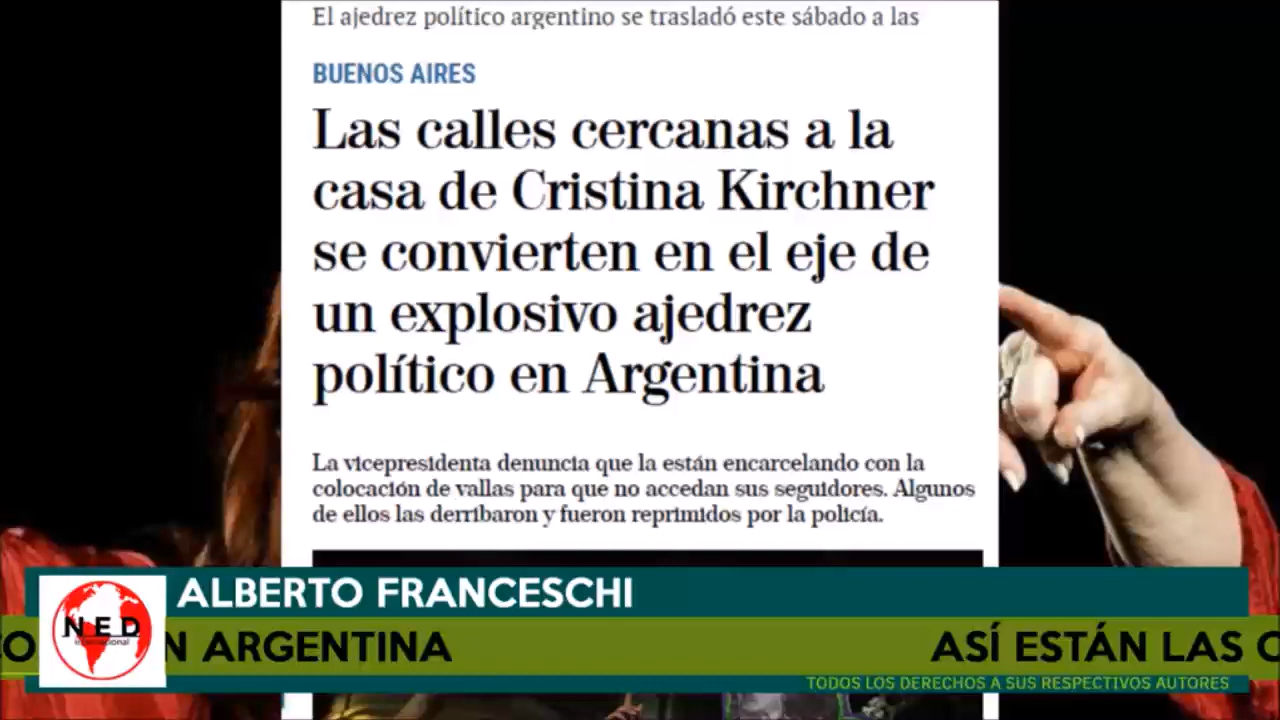 El ajedrez político argentino se trasladó este sábado a las
BUENOS AIRES
Las calles cercanas a la
casa de Cristina Kirchner
se convierten en el eje de
un explosivo ajedrez
político en Argentina
La vicepresidenta denuncia que la están encarcelando con la
colocación de vallas para que no accedan sus seguidores. Algunos
de ellos las derribaron y fueron reprimidos por la policía.
ALBERTO FRANCESCHI
N.E.D
Internacional
CO N ARGENTINA ASÍ ESTÁN LAS C
TODOS LOS DERECHOS A SUS RESPECTIVOS AUTORES